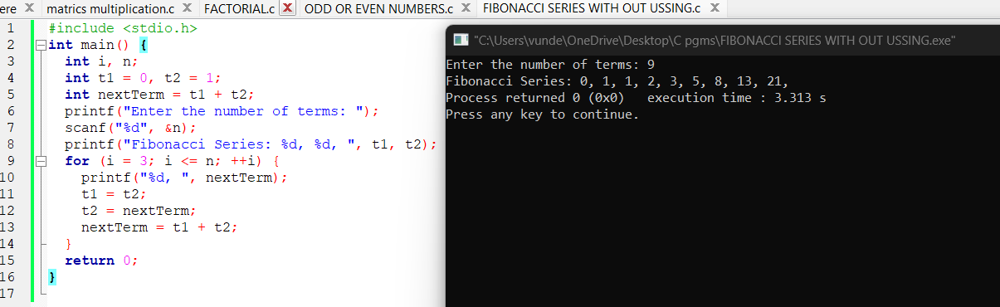 ere matrics multiplication.c FACTORIAL.c ODD OR EVEN NUMBERS.c FIBONACCI SERIES WITH OUT USSING.c
1 #include <stdio.h>
2 int main() {
3 int i, n;
4 int t1 = 0, t2 = 1;
5 int nextTerm = t1 + t2;
6 printf("Enter the number of terms: ");
7 scanf("%d", &n);
8 printf("Fibonacci Series: %d, %d, ", t1, t2);
9 for (i = 3; i <= n; ++i) {
10 printf("%d, ", nextTerm);
11 t1 = t2;
12 t2 = nextTerm;
13 nextTerm = t1 + t2;
14 }
15 return 0;
16 }
17
"C:\Users\vunde\OneDrive\Desktop\C pgms\FIBONACCI SERIES WITH OUT USSING.exe"
Enter the number of terms: 9
Fibonacci Series: 0, 1, 1, 2, 3, 5, 8, 13, 21,
Process returned 0 (0x0)   execution time : 3.313 s
Press any key to continue.